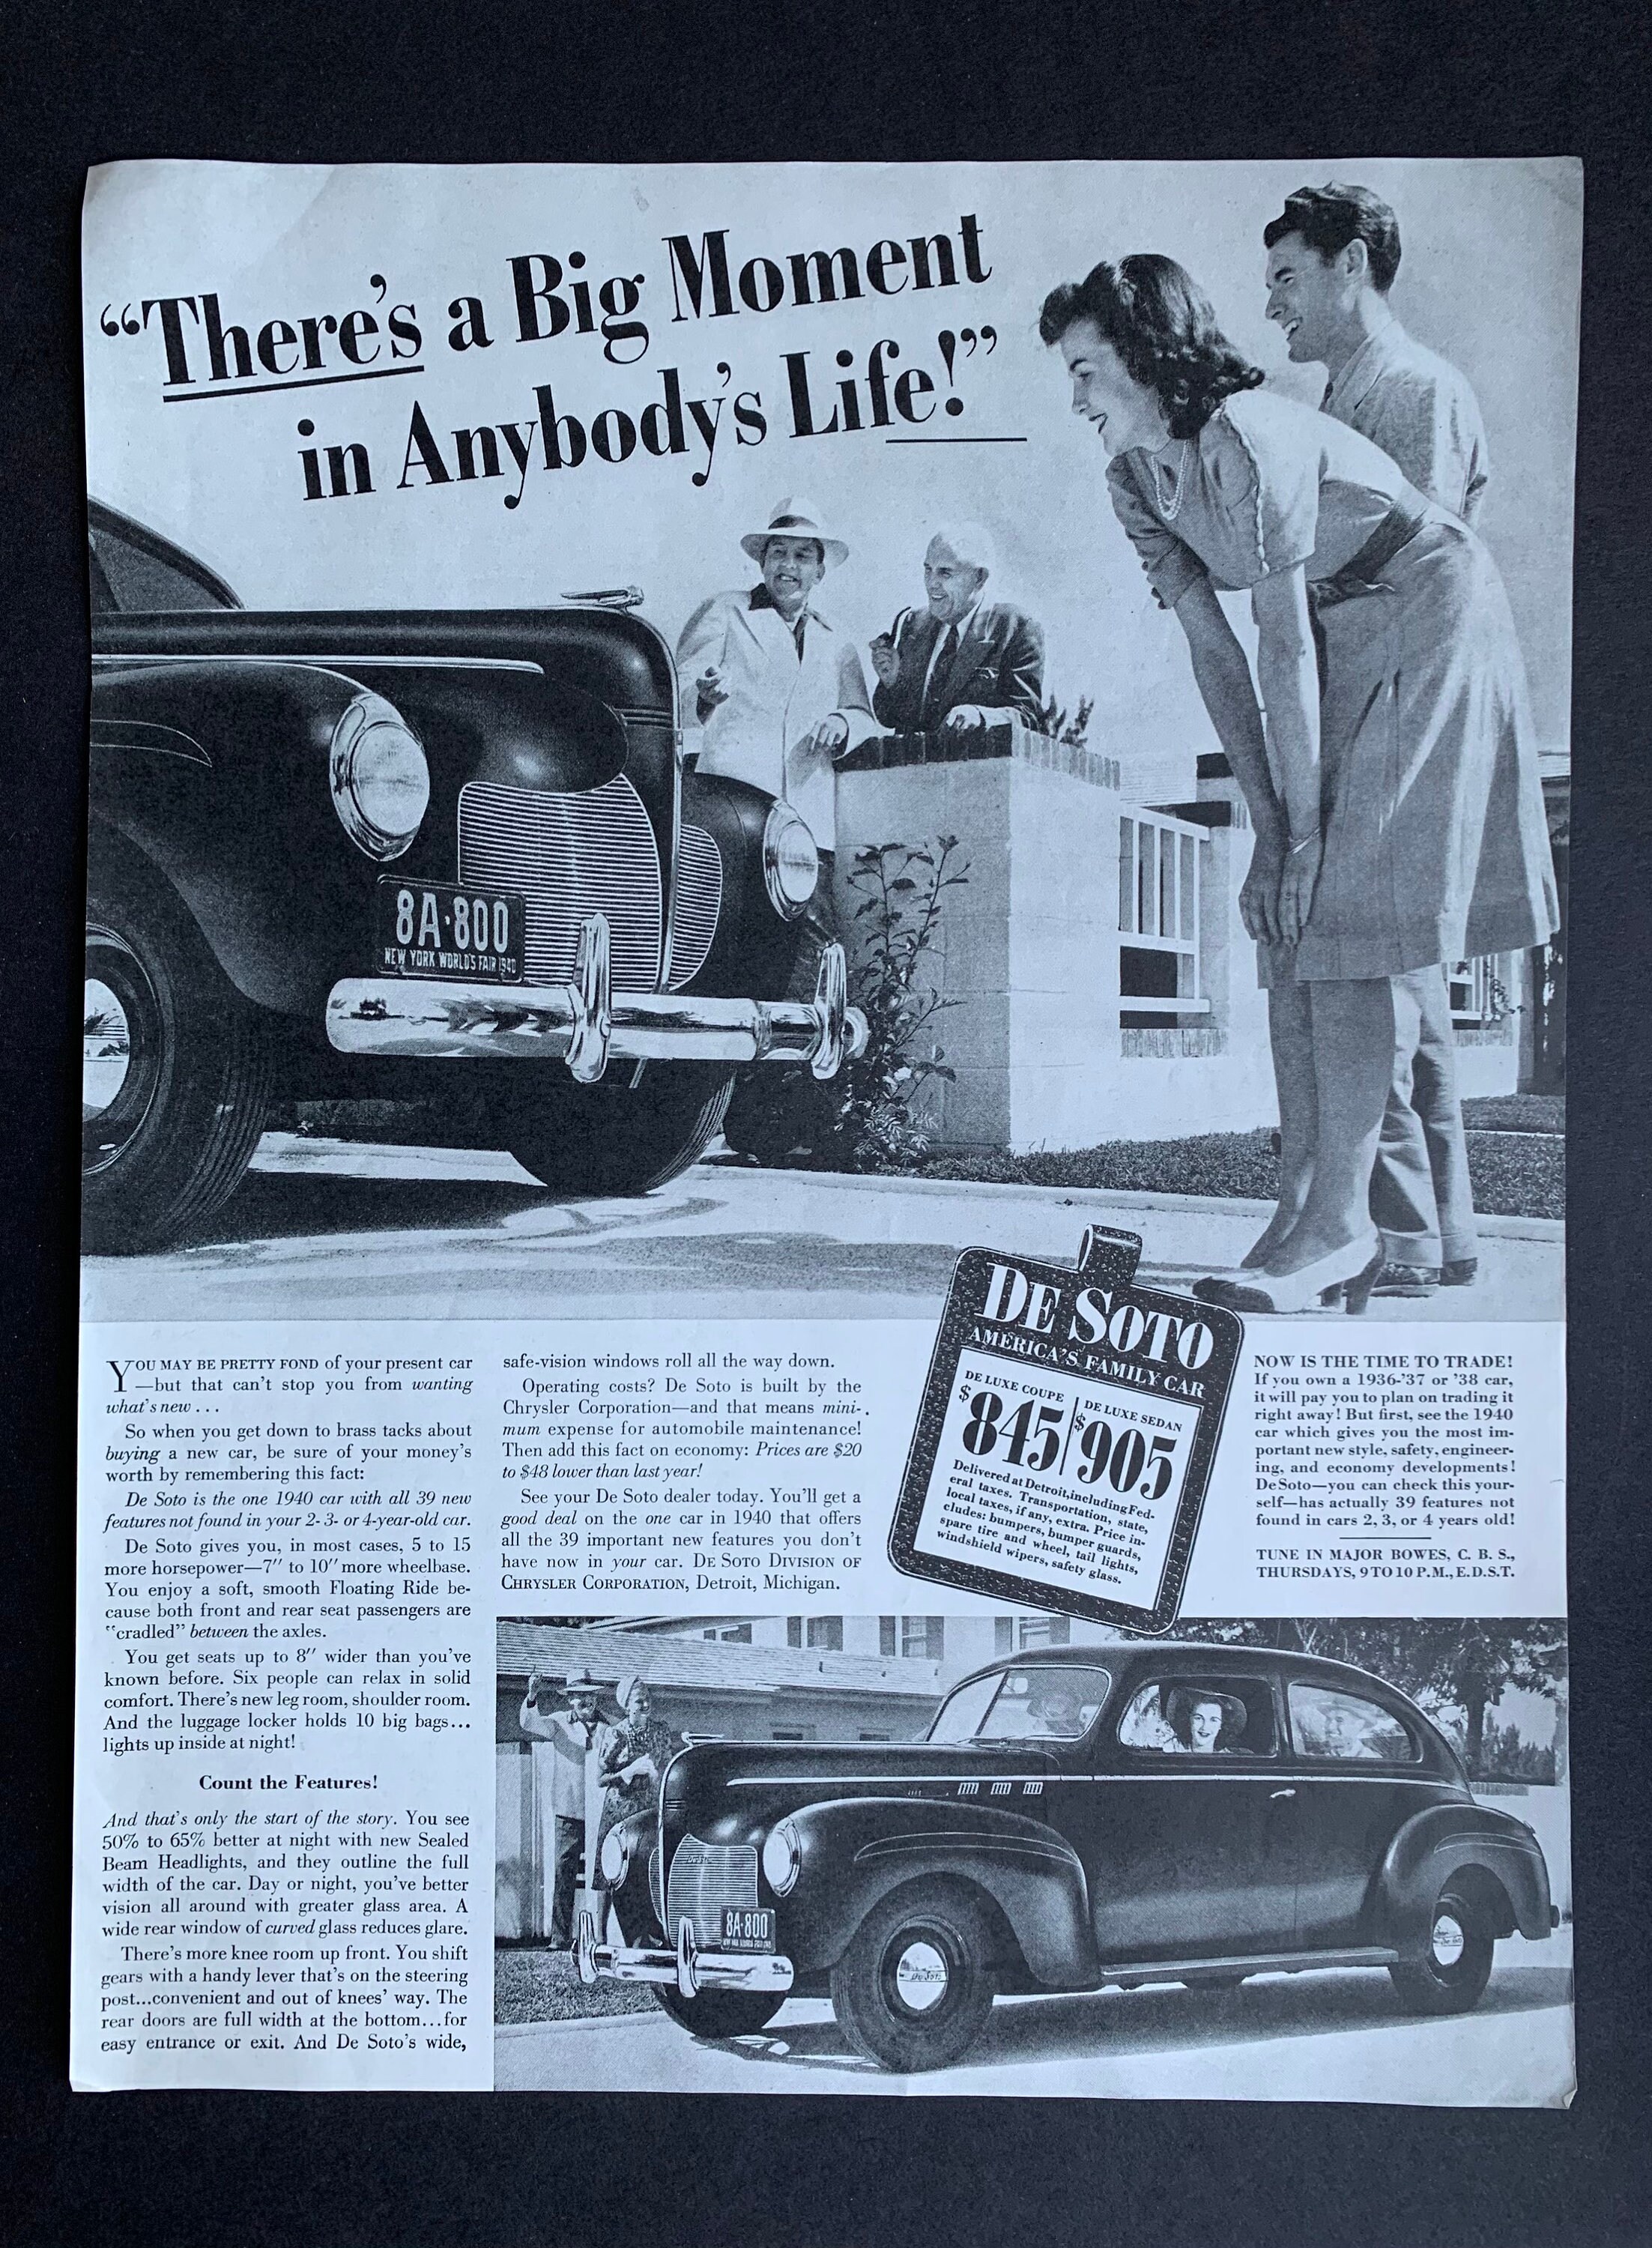 “There's a Big Moment
in Anybody's Life!”
8A·800
NEW YORK WORLD'S FAIR 1940
YOU MAY BE PRETTY FOND of your present car
—but that can't stop you from wanting
what's new . . .
So when you get down to brass tacks about
buying a new car, be sure of your money's
worth by remembering this fact:
De Soto is the one 1940 car with all 39 new
features not found in your 2- 3- or 4-year-old car.
De Soto gives you, in most cases, 5 to 15
more horsepower—7″ to 10″ more wheelbase.
You enjoy a soft, smooth Floating Ride be-
cause both front and rear seat passengers are
“cradled” between the axles.
You get seats up to 8″ wider than you've
known before. Six people can relax in solid
comfort. There's new leg room, shoulder room.
And the luggage locker holds 10 big bags...
lights up inside at night!
Count the Features!
And that's only the start of the story. You see
50% to 65% better at night with new Sealed
Beam Headlights, and they outline the full
width of the car. Day or night, you've better
vision all around with greater glass area. A
wide rear window of curved glass reduces glare.
There's more knee room up front. You shift
gears with a handy lever that's on the steering
post...convenient and out of knees' way. The
rear doors are full width at the bottom...for
easy entrance or exit. And De Soto's wide,
safe-vision windows roll all the way down.
Operating costs? De Soto is built by the
Chrysler Corporation—and that means mini-
mum expense for automobile maintenance!
Then add this fact on economy: Prices are $20
to $48 lower than last year!
See your De Soto dealer today. You'll get a
good deal on the one car in 1940 that offers
all the 39 important new features you don't
have now in your car. DE SOTO DIVISION OF
CHRYSLER CORPORATION, Detroit, Michigan.
DE SOTO
AMERICA'S FAMILY CAR
DE LUXE COUPE
$845
DE LUXE SEDAN
$905
Delivered at Detroit, including Fed-
eral taxes. Transportation, state,
local taxes, if any, extra. Price in-
cludes: bumpers, bumper guards,
spare tire and wheel, tail lights,
windshield wipers, safety glass.
NOW IS THE TIME TO TRADE!
If you own a 1936-'37 or '38 car,
it will pay you to plan on trading it
right away! But first, see the 1940
car which gives you the most im-
portant new style, safety, engineer-
ing, and economy developments!
De Soto—you can check this your-
self—has actually 39 features not
found in cars 2, 3, or 4 years old!
TUNE IN MAJOR BOWES, C. B. S.,
THURSDAYS, 9 TO 10 P.M., E.D.S.T.
8A·800
De Soto